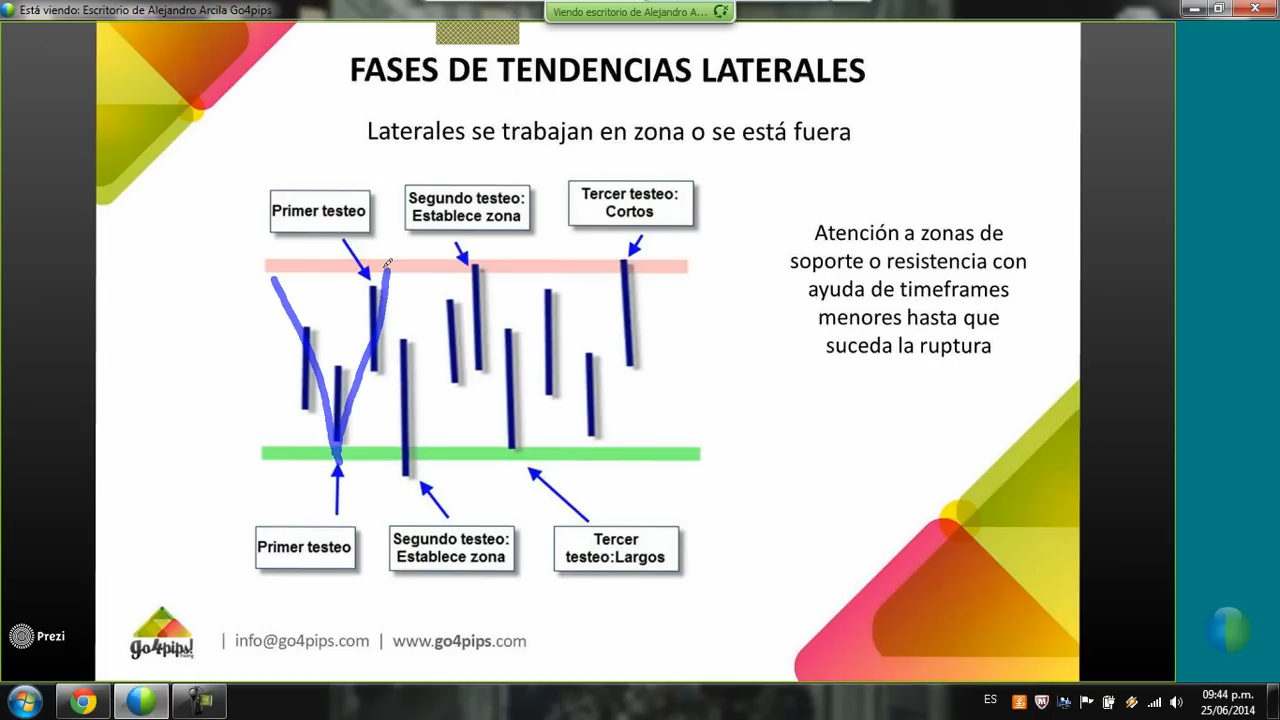 Está viendo: Escritorio de Alejandro Arcila Go4pips
Viendo escritorio de Alejandro A...
FASES DE TENDENCIAS LATERALES
Laterales se trabajan en zona o se está fuera
Primer testeo
Segundo testeo:
Establece zona
Tercer testeo:
Cortos
Atención a zonas de
soporte o resistencia con
ayuda de timeframes
menores hasta que
suceda la ruptura
Primer testeo
Segundo testeo:
Establece zona
Tercer
testeo:Largos
Prezi
go4pips!
| info@go4pips.com | www.go4pips.com
ES
09:44 p.m.
25/06/2014